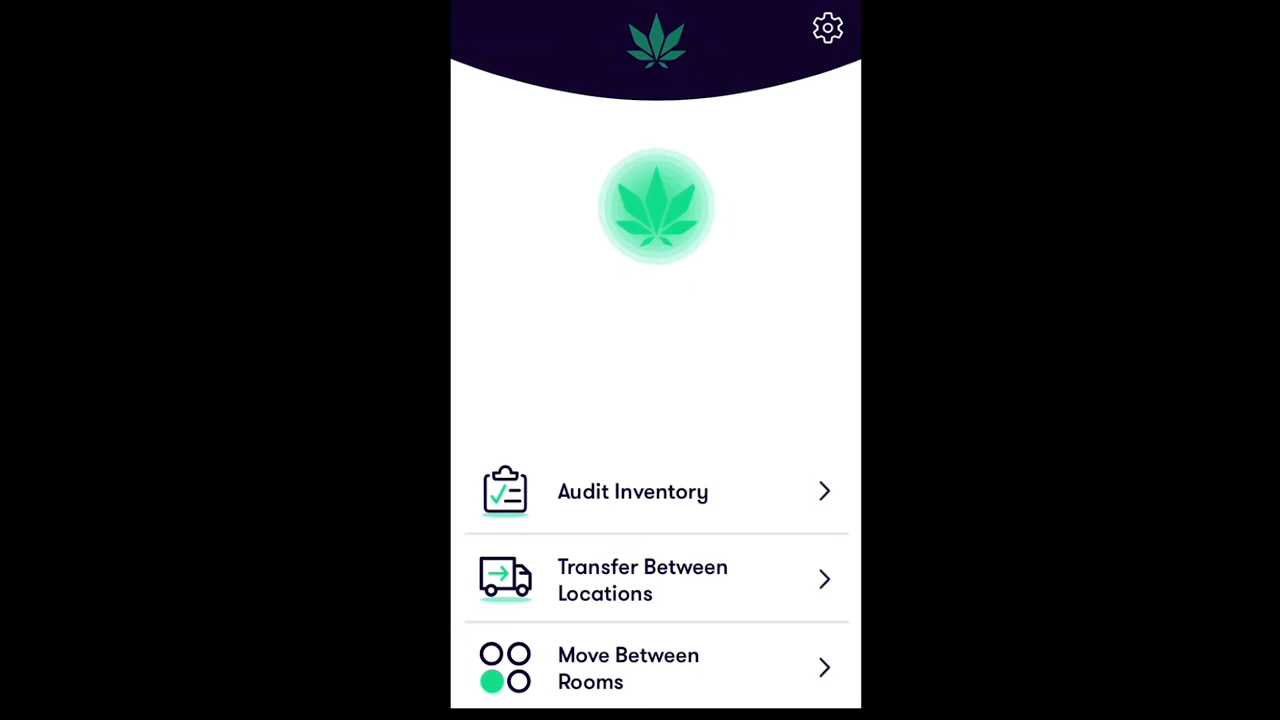 Audit Inventory
Transfer Between
Locations
Move Between
Rooms